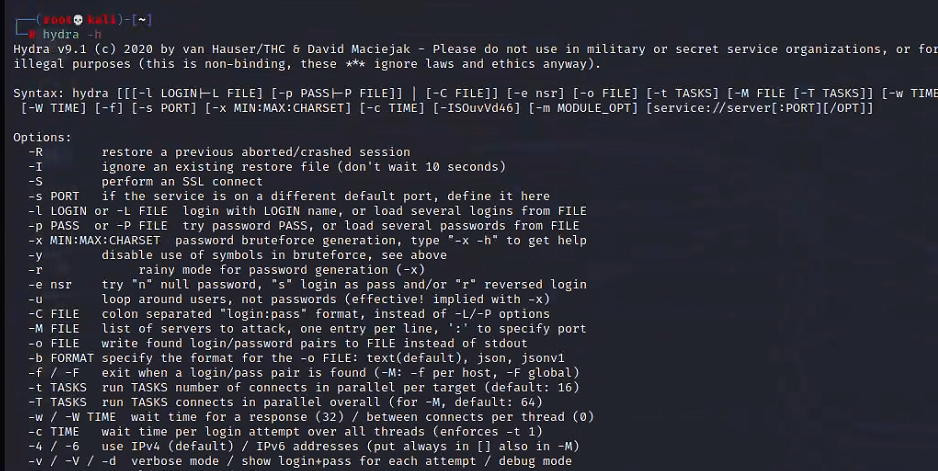 (root💀kali)-[~]
# hydra -h
Hydra v9.1 (c) 2020 by van Hauser/THC & David Maciejak - Please do not use in military or secret service organizations, or for
illegal purposes (this is non-binding, these *** ignore laws and ethics anyway).
Syntax: hydra [[[-l LOGIN|-L FILE] [-p PASS|-P FILE]] | [-C FILE]] [-e nsr] [-o FILE] [-t TASKS] [-M FILE [-T TASKS]] [-w TIME
[-W TIME] [-f] [-s PORT] [-x MIN:MAX:CHARSET] [-c TIME] [-ISOuvVd46] [-m MODULE_OPT] [service://server[:PORT][/OPT]]
Options:
-R restore a previous aborted/crashed session
-I ignore an existing restore file (don't wait 10 seconds)
-S perform an SSL connect
-s PORT if the service is on a different default port, define it here
-l LOGIN or -L FILE login with LOGIN name, or load several logins from FILE
-p PASS or -P FILE try password PASS, or load several passwords from FILE
-x MIN:MAX:CHARSET password bruteforce generation, type "-x -h" to get help
-y disable use of symbols in bruteforce, see above
-r rainy mode for password generation (-x)
-e nsr try "n" null password, "s" login as pass and/or "r" reversed login
-u loop around users, not passwords (effective! implied with -x)
-C FILE colon separated "login:pass" format, instead of -L/-P options
-M FILE list of servers to attack, one entry per line, ':' to specify port
-o FILE write found login/password pairs to FILE instead of stdout
-b FORMAT specify the format for the -o FILE: text(default), json, jsonv1
-f / -F exit when a login/pass pair is found (-M: -f per host, -F global)
-t TASKS run TASKS number of connects in parallel per target (default: 16)
-T TASKS run TASKS connects in parallel overall (for -M, default: 64)
-w / -W TIME wait time for a response (32) / between connects per thread (0)
-c TIME wait time per login attempt over all threads (enforces -t 1)
-4 / -6 use IPv4 (default) / IPv6 addresses (put always in [] also in -M)
-v / -V / -d verbose mode / show login+pass for each attempt / debug mode